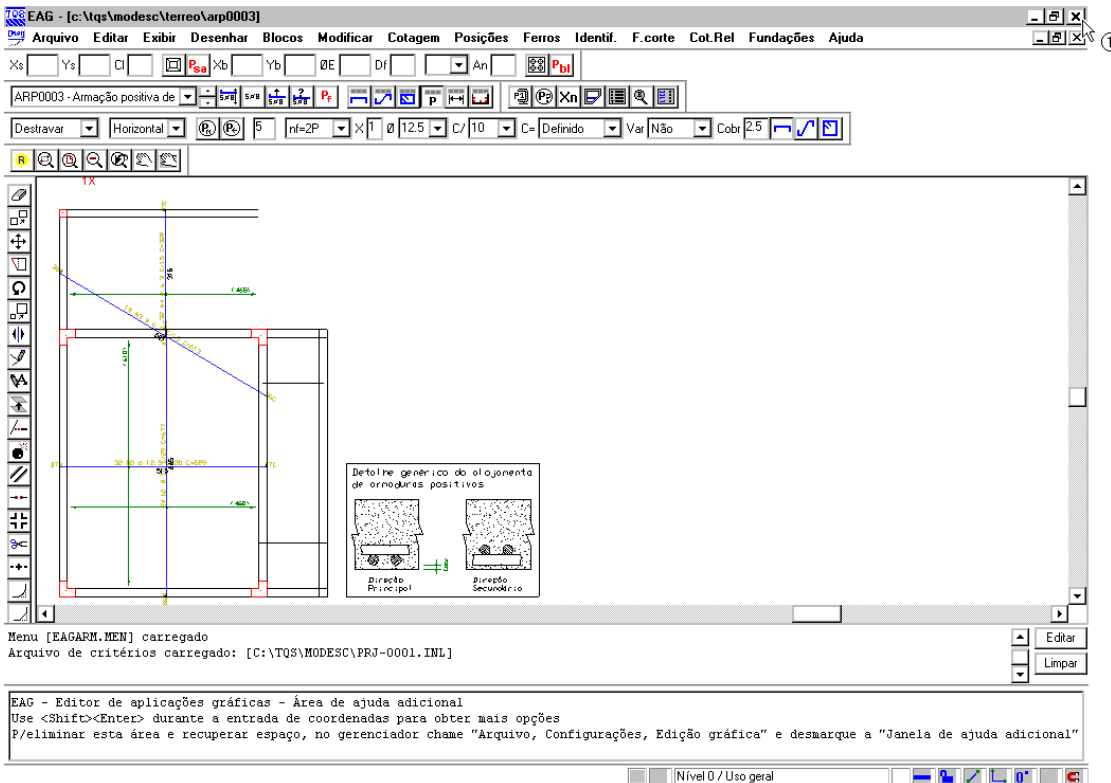 EAG - [c:\tqs\modesc\terreo\arp0003]
Arquivo Editar Exibir Desenhar Blocos Modificar Cotagem Posições Ferros Identif. F.corte Cot.Rel Fundações Ajuda
Xs Ys Cl Psa Xb Yb ØE Df An Pbl
ARP0003 - Armação positiva de
Destravar Horizontal 5 nf=2P X 1 Ø 12.5 C/ 10 C= Definido Var Não Cobr 2.5
1X
Detalhe genérico do alojamento
de armaduras positivas
Direção Principal
Direção Secundária
Menu [EAGARM.MEN] carregado
Arquivo de critérios carregado: [C:\TQS\MODESC\PRJ-0001.INL]
Editar
Limpar
EAG - Editor de aplicações gráficas - Área de ajuda adicional
Use <Shift><Enter> durante a entrada de coordenadas para obter mais opções
P/eliminar esta área e recuperar espaço, no gerenciador chame "Arquivo, Configurações, Edição gráfica" e desmarque a "Janela de ajuda adicional"
Nível 0 / Uso geral